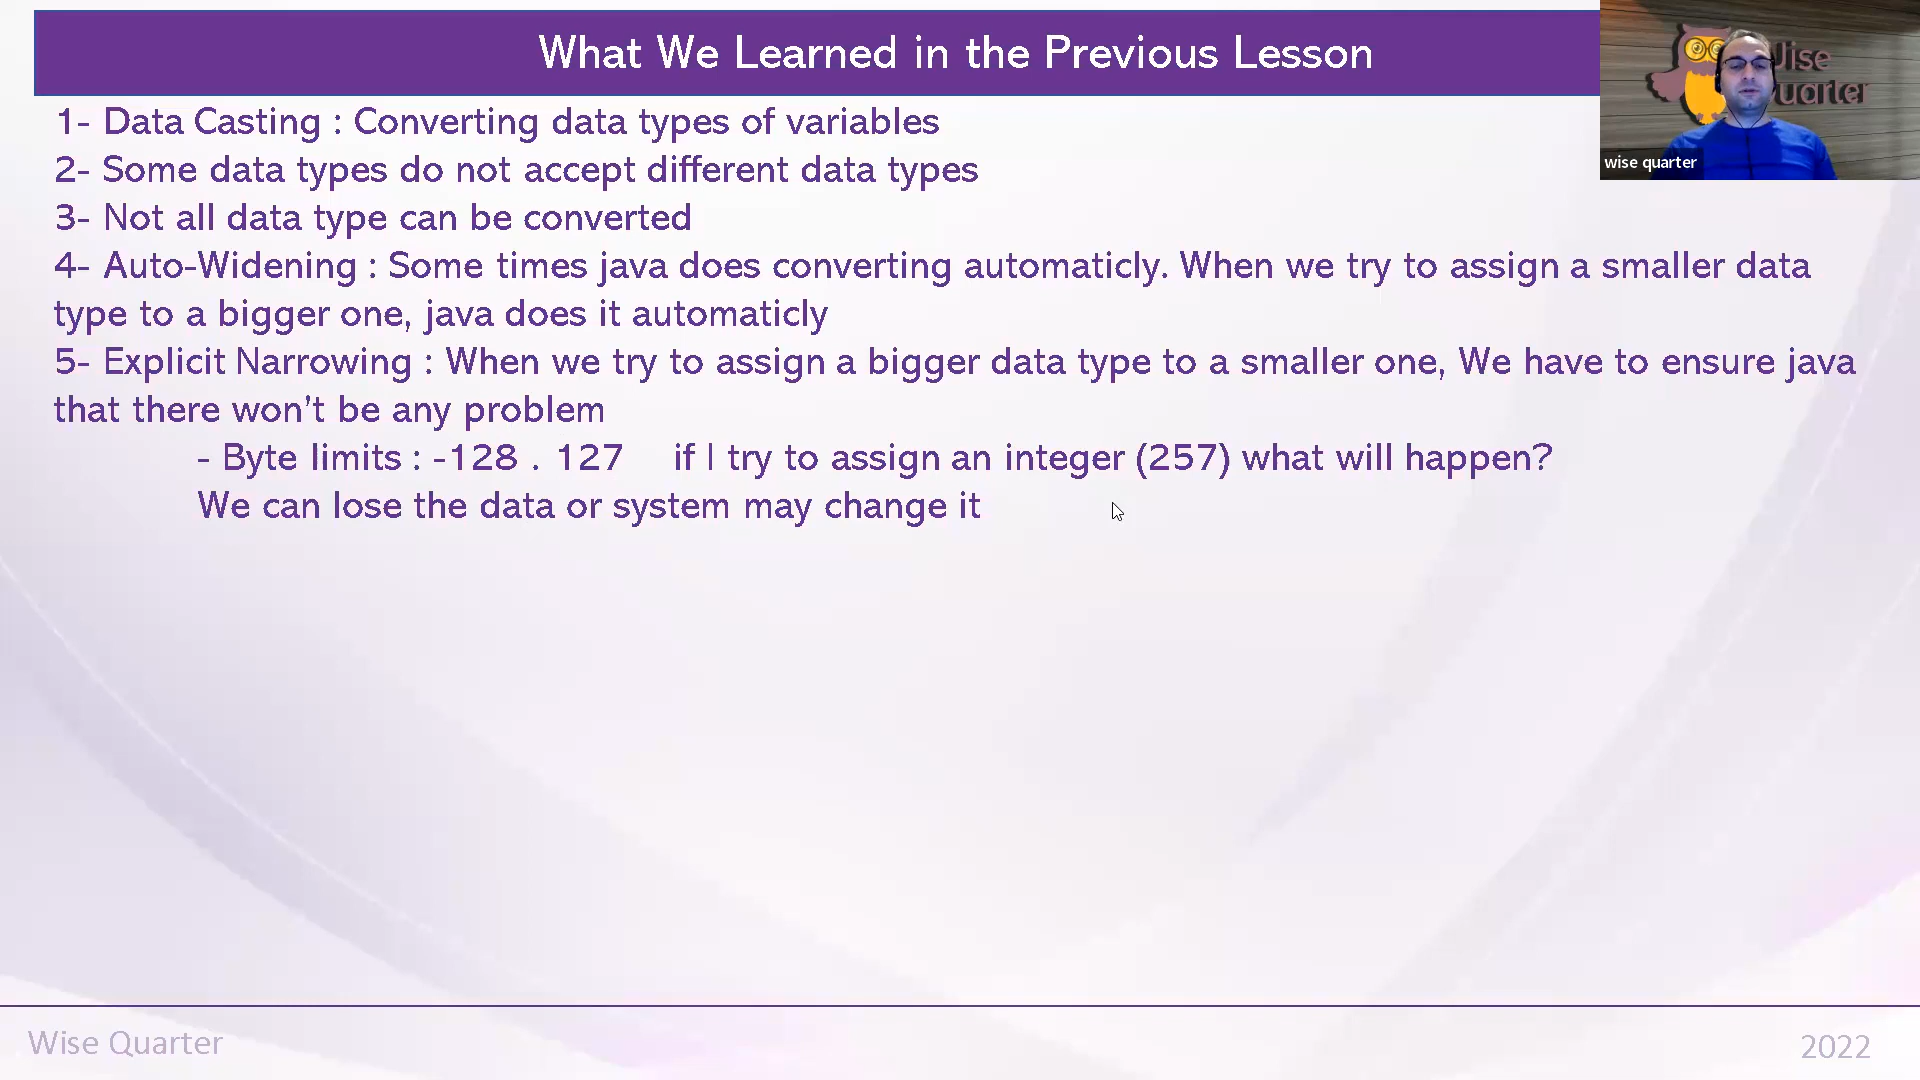 What We Learned in the Previous Lesson
1- Data Casting : Converting data types of variables
2- Some data types do not accept different data types
3- Not all data type can be converted
4- Auto-Widening : Some times java does converting automaticly. When we try to assign a smaller data
type to a bigger one, java does it automaticly
5- Explicit Narrowing : When we try to assign a bigger data type to a smaller one, We have to ensure java
that there won't be any problem
- Byte limits : -128 . 127 if I try to assign an integer (257) what will happen?
We can lose the data or system may change it
Wise
Quarter
wise quarter
Wise Quarter
2022